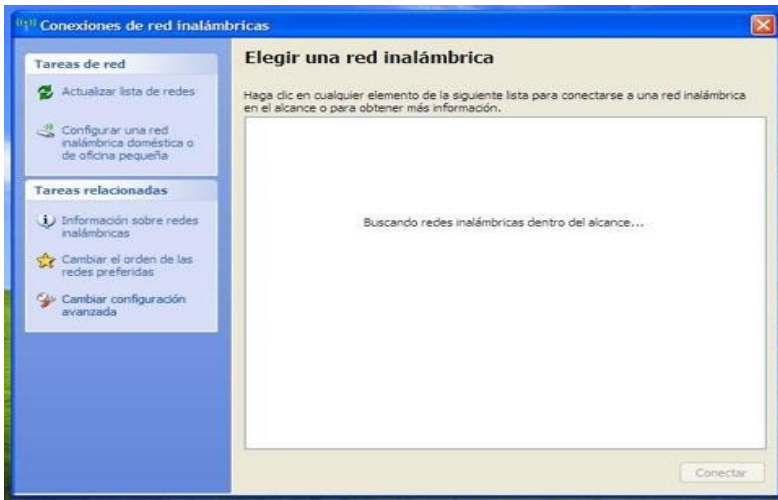 Conexiones de red inalámbricas
Tareas de red
Actualizar lista de redes
Configurar una red
inalámbrica doméstica o
de oficina pequeña
Tareas relacionadas
Información sobre redes
inalámbricas
Cambiar el orden de las
redes preferidas
Cambiar configuración
avanzada
Elegir una red inalámbrica
Haga clic en cualquier elemento de la siguiente lista para conectarse a una red inalámbrica
en el alcance o para obtener más información.
Buscando redes inalámbricas dentro del alcance...
Conectar